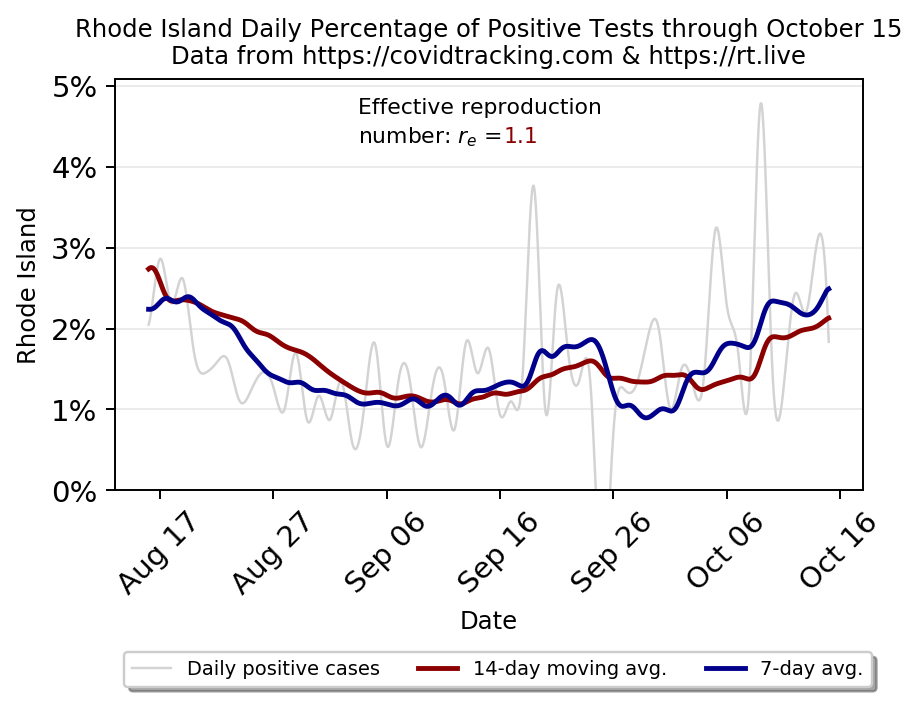 Rhode Island Daily Percentage of Positive Tests through October 15
Data from https://covidtracking.com & https://rt.live
5%
4%
3%
2%
1%
0%
Rhode Island
Effective reproduction
number: rₑ =1.1
Aug 17
Aug 27
Sep 06
Sep 16
Sep 26
Oct 06
Oct 16
Date
Daily positive cases
14-day moving avg.
7-day avg.